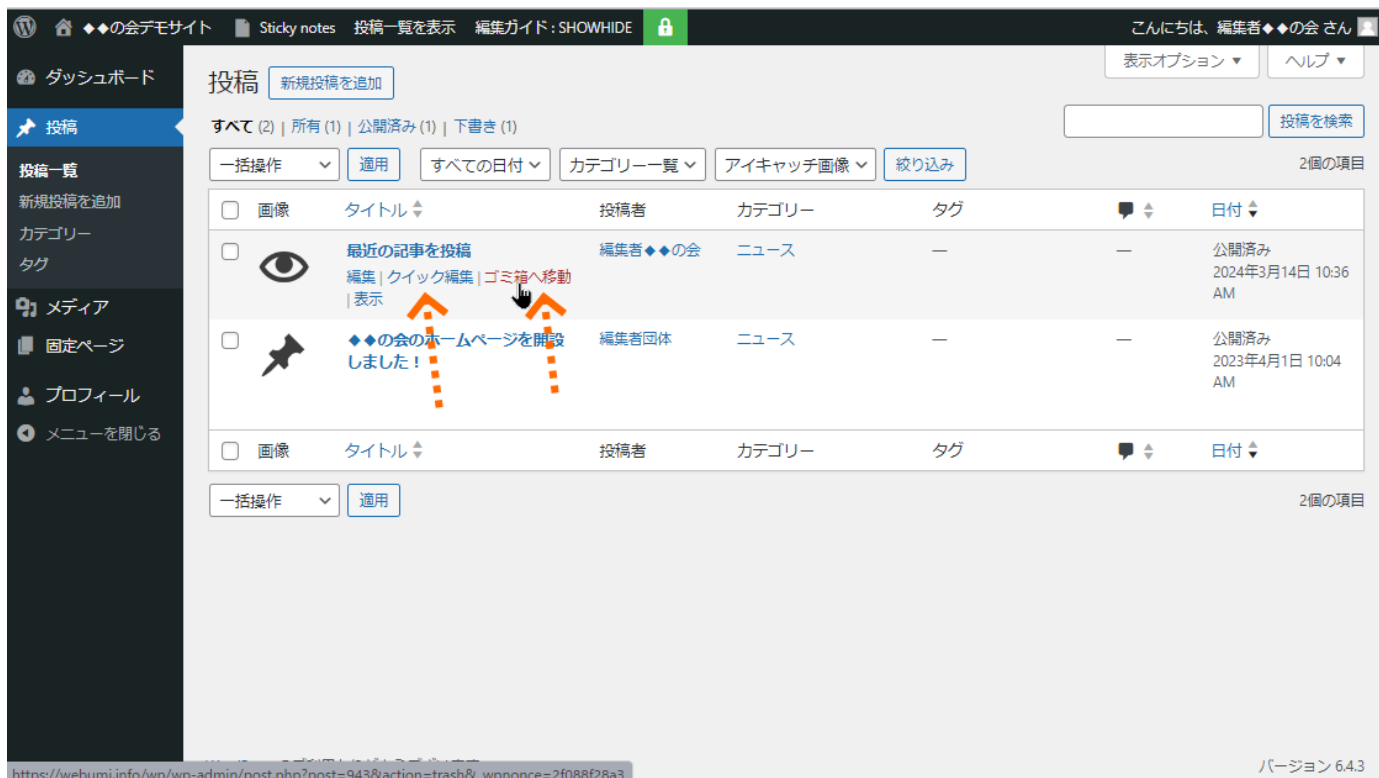 ◆◆の会デモサイト Sticky notes 投稿一覧を表示 編集ガイド : SHOWHIDE こんにちは、編集者◆◆の会 さん
ダッシュボード
投稿
投稿一覧
新規投稿を追加
カテゴリー
タグ
メディア
固定ページ
プロフィール
メニューを閉じる
表示オプション ▼ ヘルプ ▼
投稿 新規投稿を追加
すべて (2) | 所有 (1) | 公開済み (1) | 下書き (1)
投稿を検索
一括操作 適用 すべての日付 カテゴリー一覧 アイキャッチ画像 絞り込み 2個の項目
画像 タイトル 投稿者 カテゴリー タグ 日付
最近の記事を投稿 編集者◆◆の会 ニュース — — 公開済み
編集 | クイック編集 | ゴミ箱へ移動 2024年3月14日 10:36
| 表示 AM
◆◆の会のホームページを開設 編集者団体 ニュース — — 公開済み
しました！ 2023年4月1日 10:04
AM
画像 タイトル 投稿者 カテゴリー タグ 日付
一括操作 適用 2個の項目
バージョン 6.4.3
https://webumi.info/wp/wp-admin/post.php?post=943&action=trash&_wpnonce=2f088f28a3